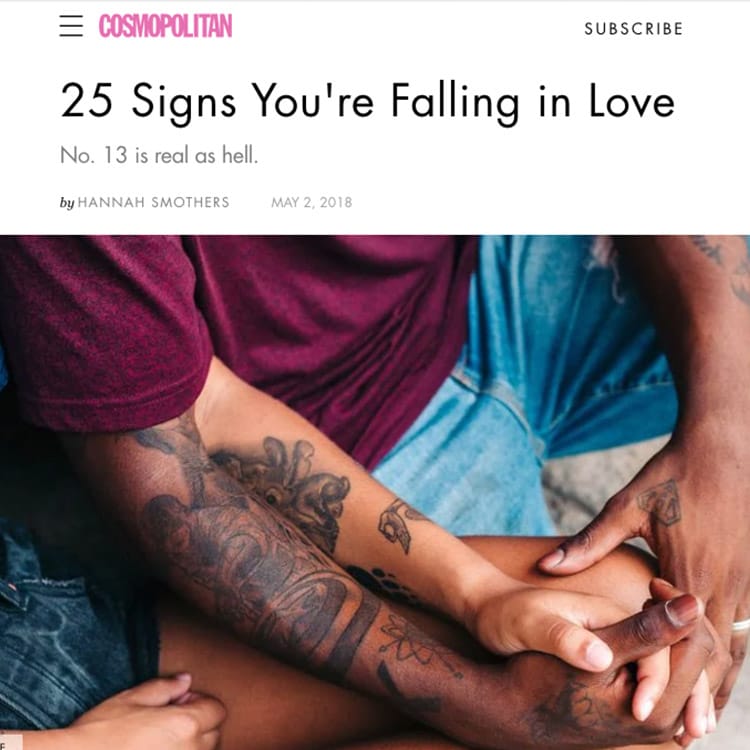 COSMOPOLITAN
SUBSCRIBE
25 Signs You're Falling in Love
No. 13 is real as hell.
by HANNAH SMOTHERS
MAY 2, 2018